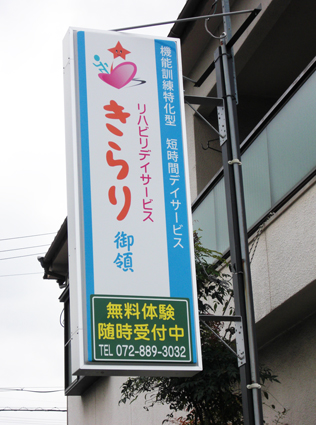 機能訓練特化型 短時間デイサービス
リハビリデイサービス
きらり
御領
無料体験
随時受付中
TEL 072-889-3032